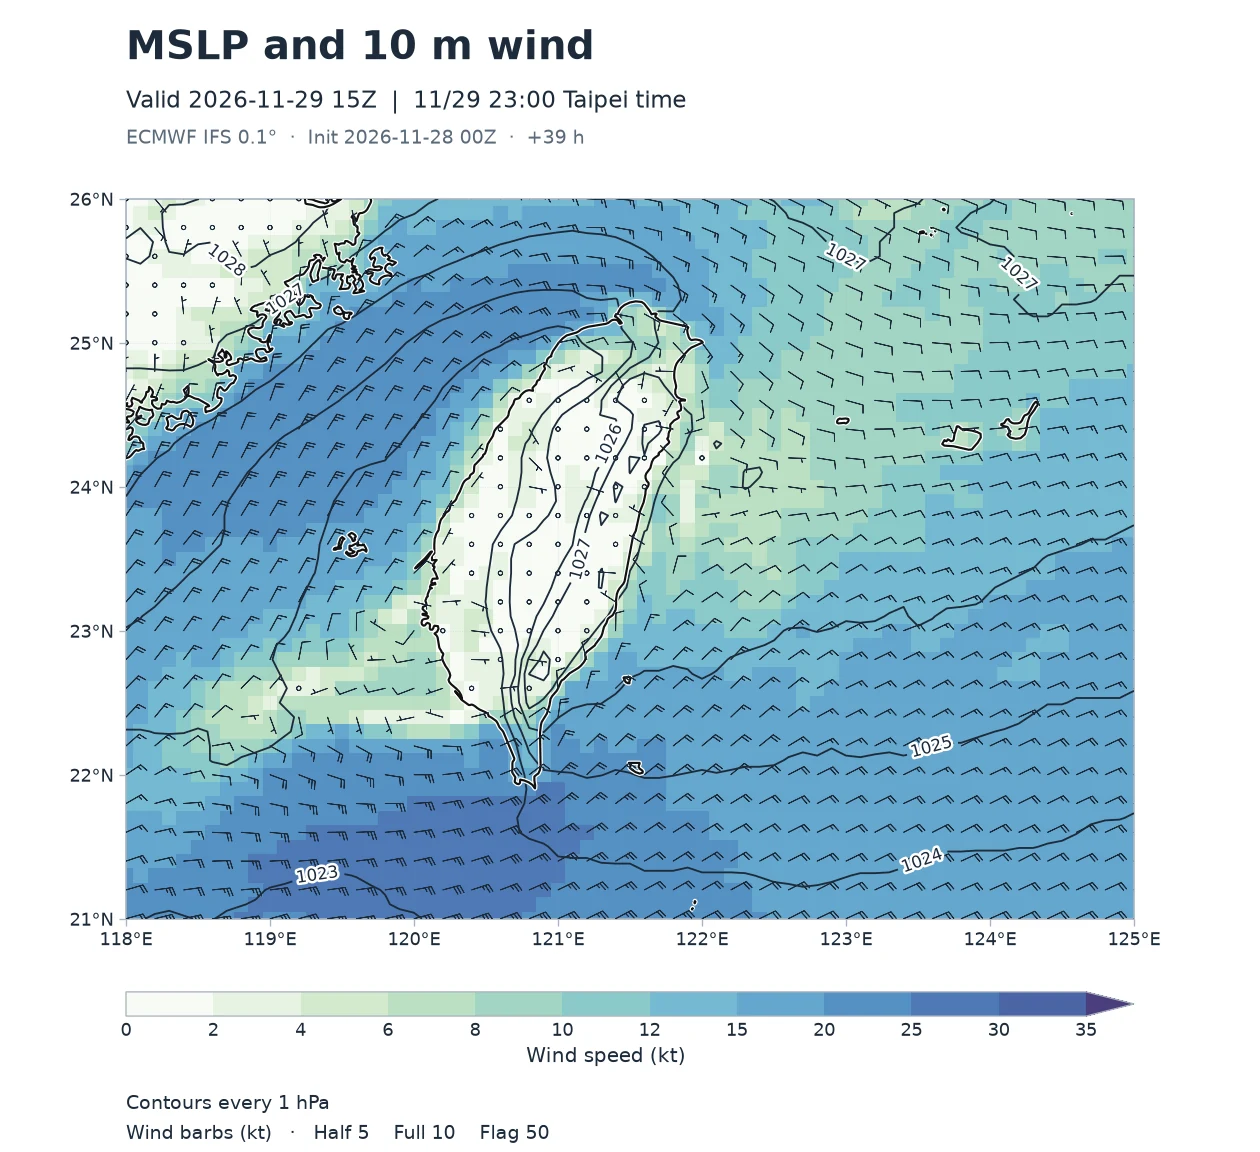 MSLP and 10 m wind
Valid 2026-11-29 15Z | 11/29 23:00 Taipei time
ECMWF IFS 0.1° · Init 2026-11-28 00Z · +39 h
26°N
25°N
24°N
23°N
22°N
21°N
1028
1027
1027
1027
1026
1027
1025
1024
1023
118°E 119°E 120°E 121°E 122°E 123°E 124°E 125°E
0 2 4 6 8 10 12 15 20 25 30 35
Wind speed (kt)
Contours every 1 hPa
Wind barbs (kt) · Half 5 Full 10 Flag 50